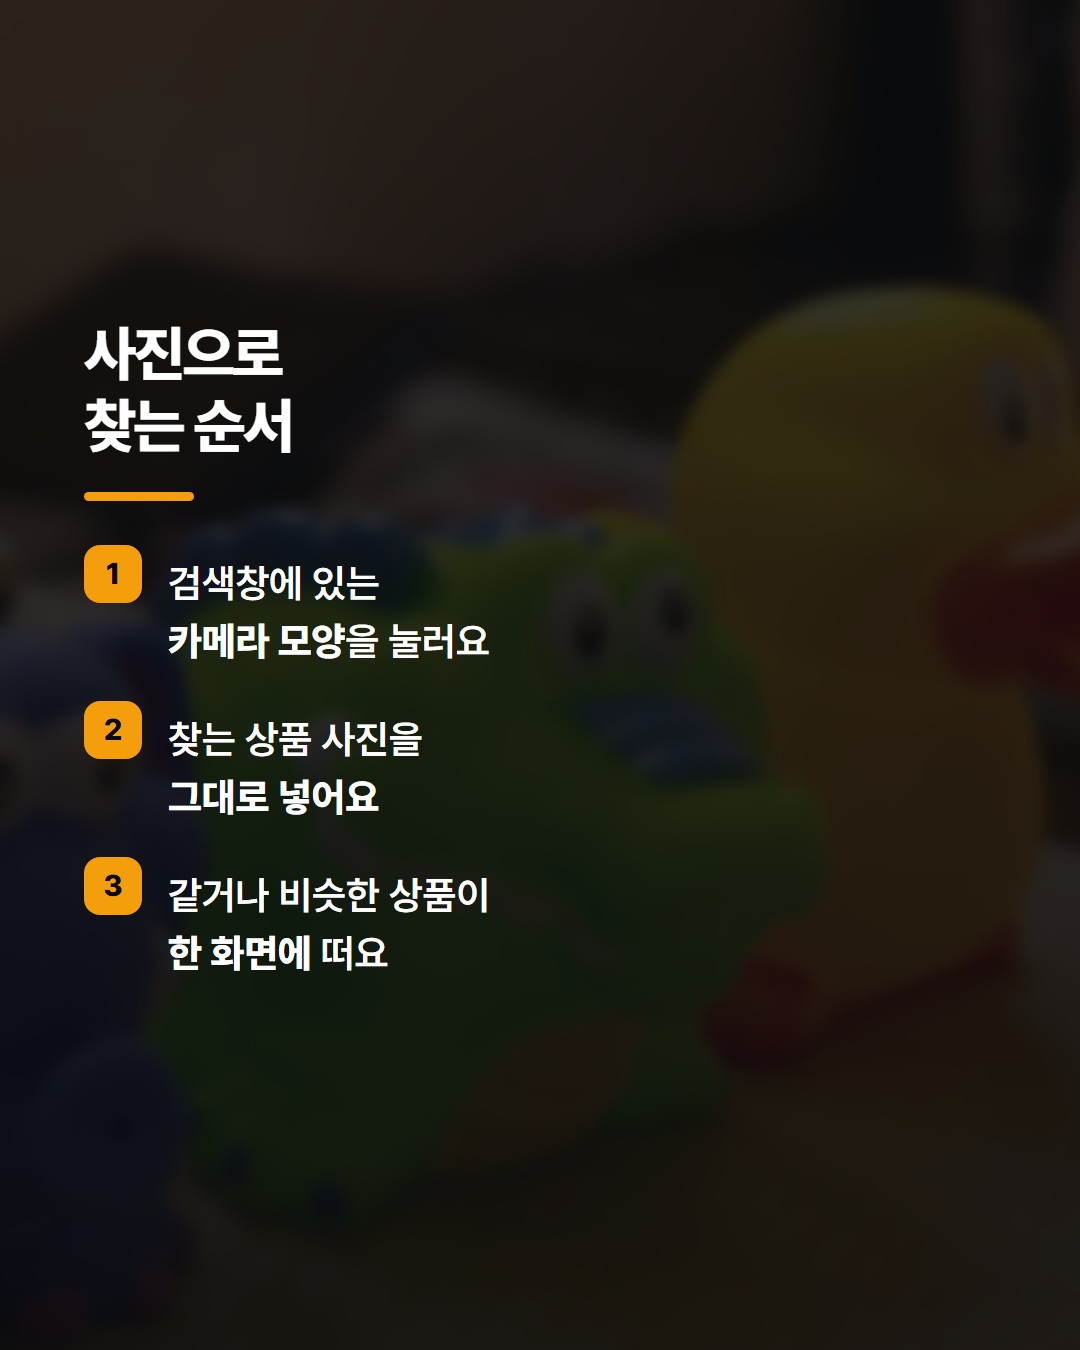 사진으로
찾는 순서
1 검색창에 있는
카메라 모양을 눌러요
2 찾는 상품 사진을
그대로 넣어요
3 같거나 비슷한 상품이
한 화면에 떠요